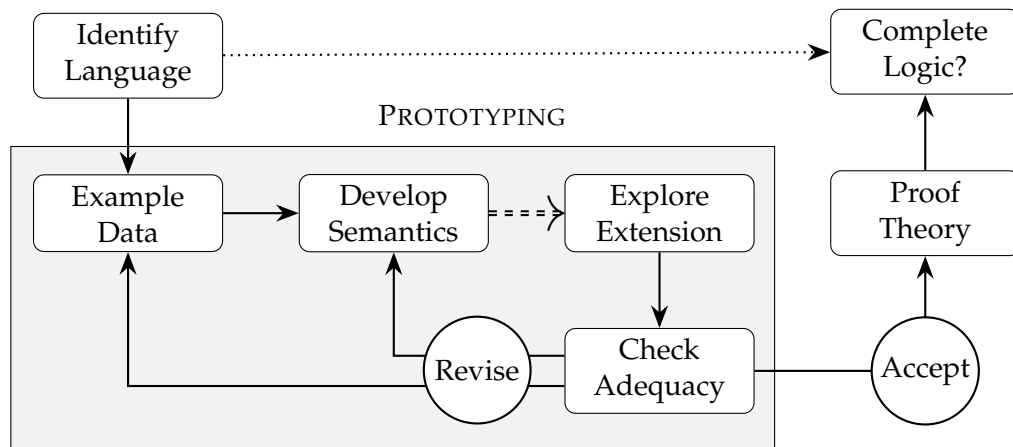 Identify
Language
Complete
Logic?
PROTOTYPING
Example
Data
Develop
Semantics
Explore
Extension
Proof
Theory
Revise
Check
Adequacy
Accept